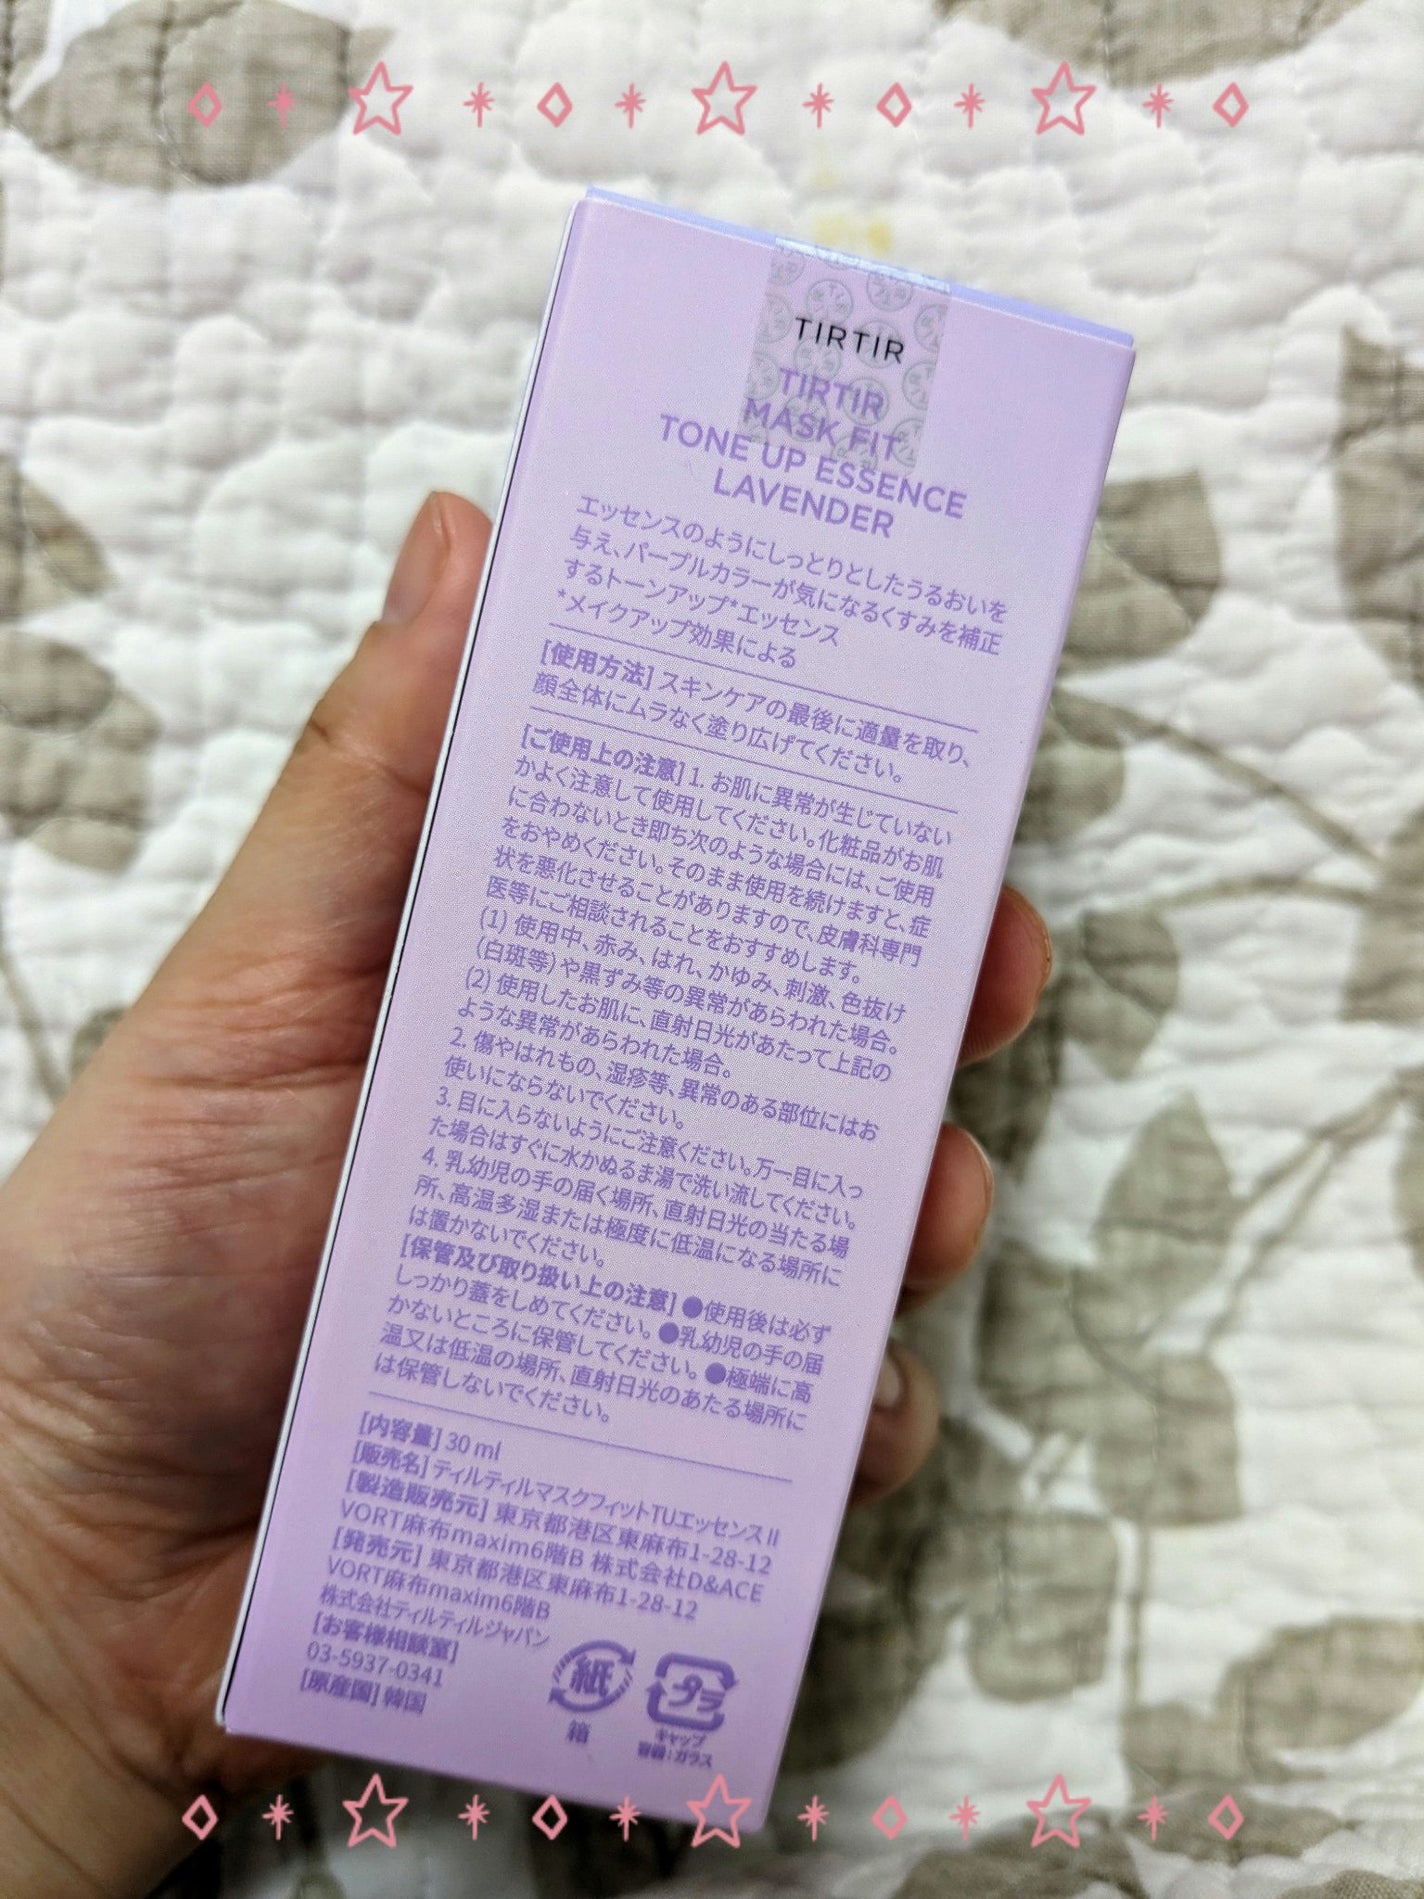 TIRTIR
TIRTIR
MASK FIT
TONE UP ESSENCE
LAVENDER
エッセンスのようにしっとりとしたうるおいを
与え、パープルカラーが気になるくすみを補正
するトーンアップ*エッセンス
*メイクアップ効果による
[使用方法] スキンケアの最後に適量を取り、
顔全体にムラなく塗り広げてください。
[ご使用上の注意] 1. お肌に異常が生じていない
かよく注意して使用してください。化粧品がお肌
に合わないとき即ち次のような場合には、ご使用
をおやめください。そのまま使用を続けますと、症
状を悪化させることがありますので、皮膚科専門
医等にご相談されることをおすすめします。
(1) 使用中、赤み、はれ、かゆみ、刺激、色抜け
(白斑等)や黒ずみ等の異常があらわれた場合。
(2) 使用したお肌に、直射日光があたって上記の
ような異常があらわれた場合。
2. 傷やはれもの、湿疹等、異常のある部位にはお
使いにならないでください。
3. 目に入らないようにご注意ください。万一目に入っ
た場合はすぐに水かぬるま湯で洗い流してください。
4. 乳幼児の手の届く場所、直射日光の当たる場
所、高温多湿または極度に低温になる場所に
は置かないでください。
[保管及び取り扱い上の注意] ●使用後は必ず
しっかり蓋をしめてください。●乳幼児の手の届
かないところに保管してください。●極端に高
温又は低温の場所、直射日光のあたる場所に
は保管しないでください。
[内容量] 30 ml
[販売名] ティルティルマスクフィットTUエッセンスⅡ
[製造販売元] 東京都港区東麻布1-28-12
VORT麻布maxim6階B 株式会社D&ACE
[発売元] 東京都港区東麻布1-28-12
VORT麻布maxim6階B
株式会社ティルティルジャパン
[お客様相談室]
03-5937-0341
[原産国] 韓国
紙
箱
プラ
キャップ
容器：ガラス